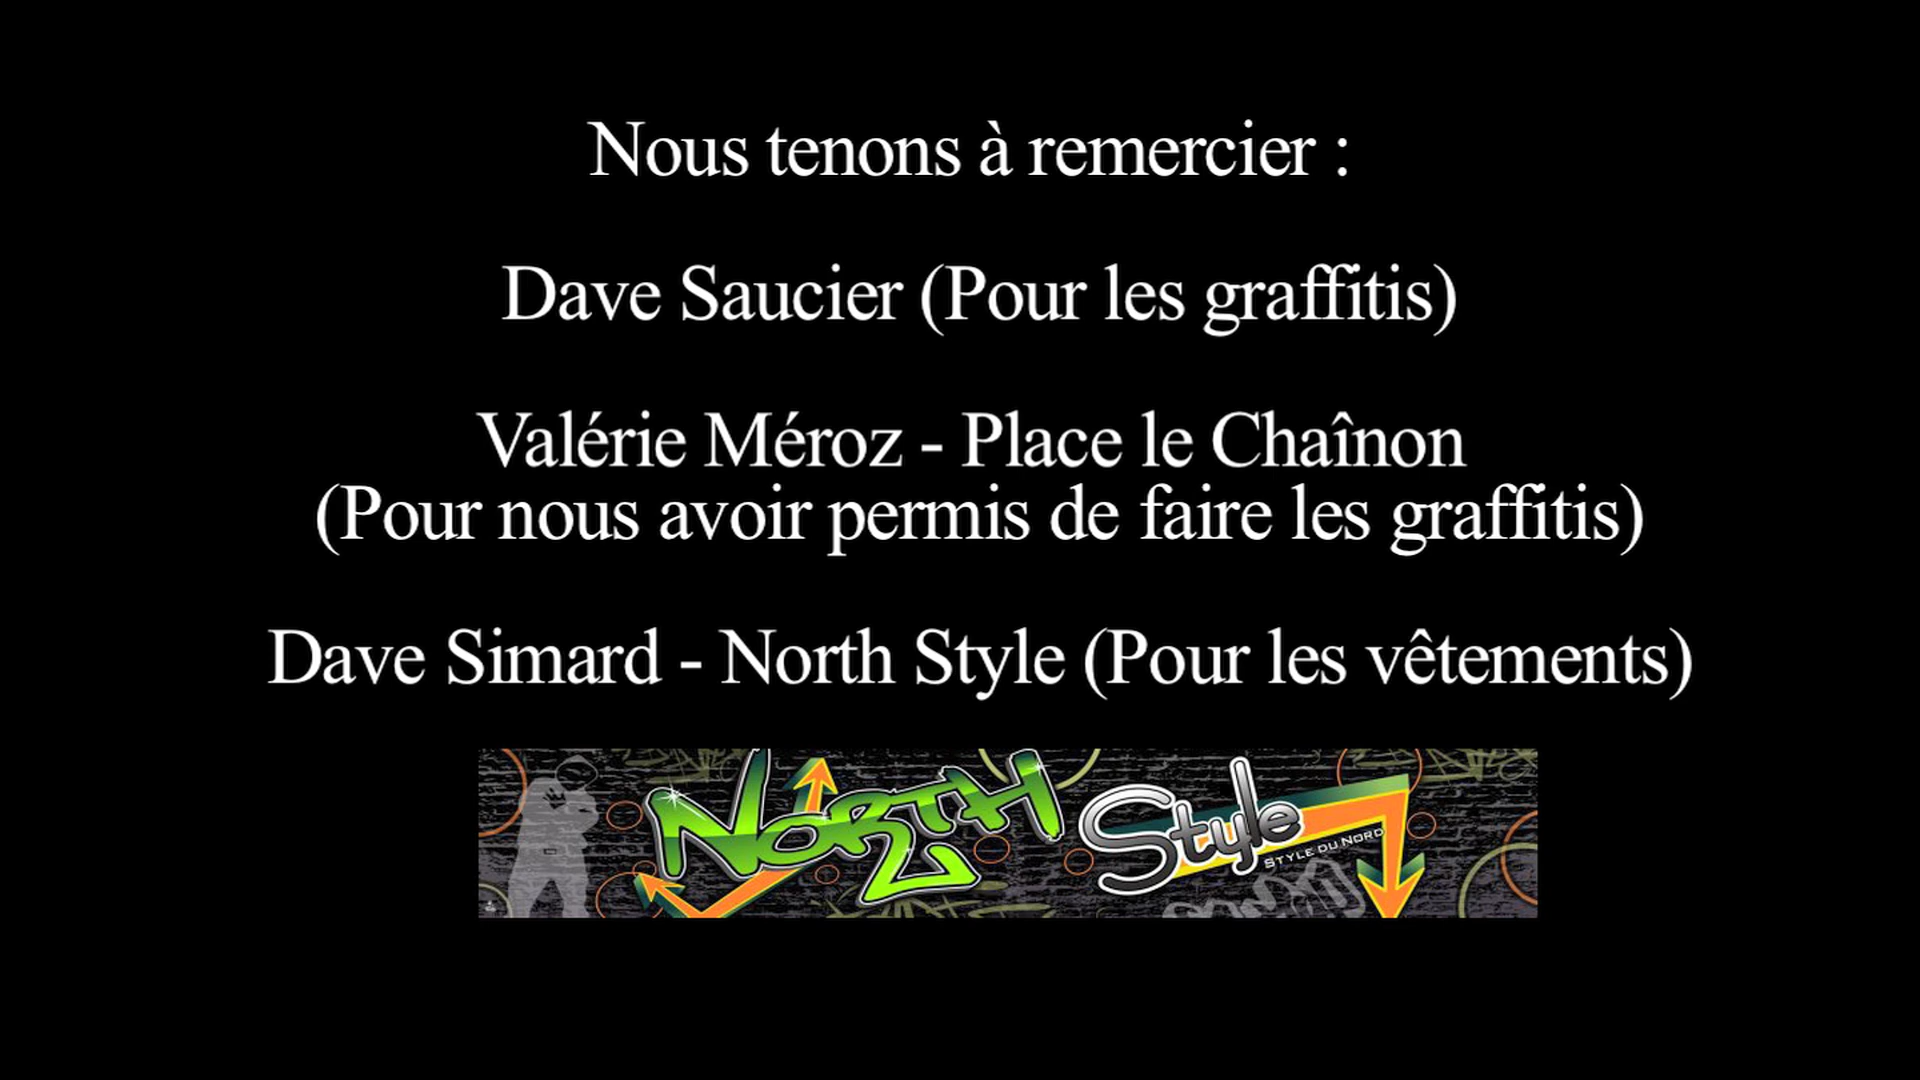 Nous tenons à remercier :
Dave Saucier (Pour les graffitis)
Valérie Méroz - Place le Chaînon
(Pour nous avoir permis de faire les graffitis)
Dave Simard - North Style (Pour les vêtements)
NORTH Style
STYLE DU NORD